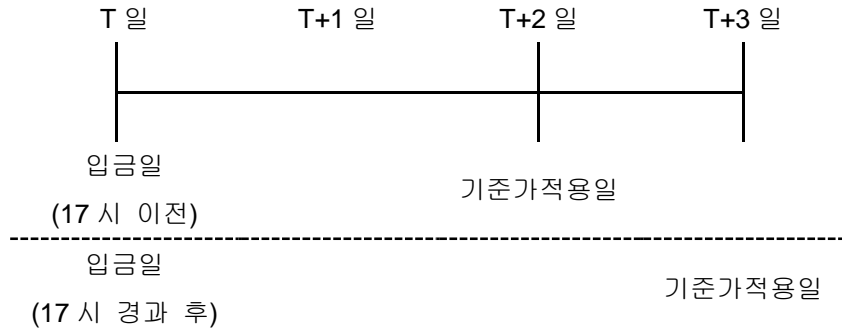 T 일 T+1 일 T+2 일 T+3 일
입금일
(17 시 이전)
기준가적용일
입금일
(17 시 경과 후)
기준가적용일